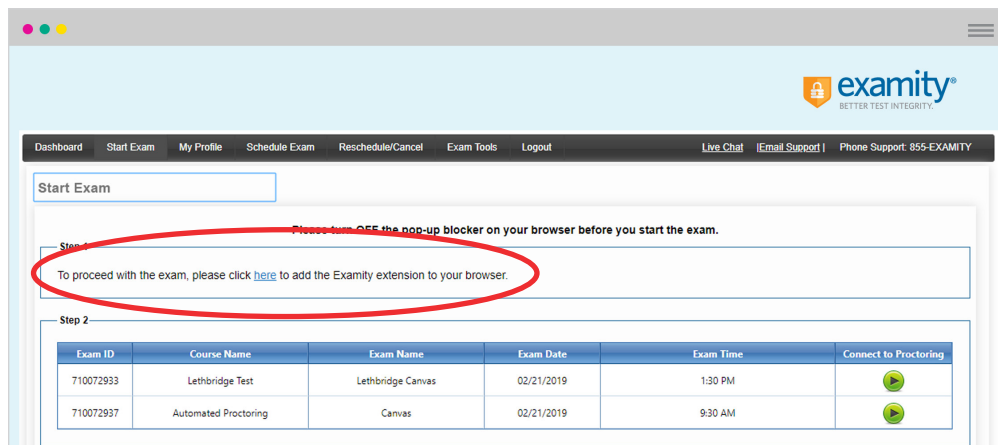 examity®
BETTER TEST INTEGRITY.
Dashboard Start Exam My Profile Schedule Exam Reschedule/Cancel Exam Tools Logout Live Chat |Email Support| Phone Support: 855-EXAMITY
Start Exam
Please turn OFF the pop-up blocker on your browser before you start the exam.
Step 1
To proceed with the exam, please click here to add the Examity extension to your browser.
Step 2
Exam ID Course Name Exam Name Exam Date Exam Time Connect to Proctoring
710072933 Lethbridge Test Lethbridge Canvas 02/21/2019 1:30 PM
710072937 Automated Proctoring Canvas 02/21/2019 9:30 AM